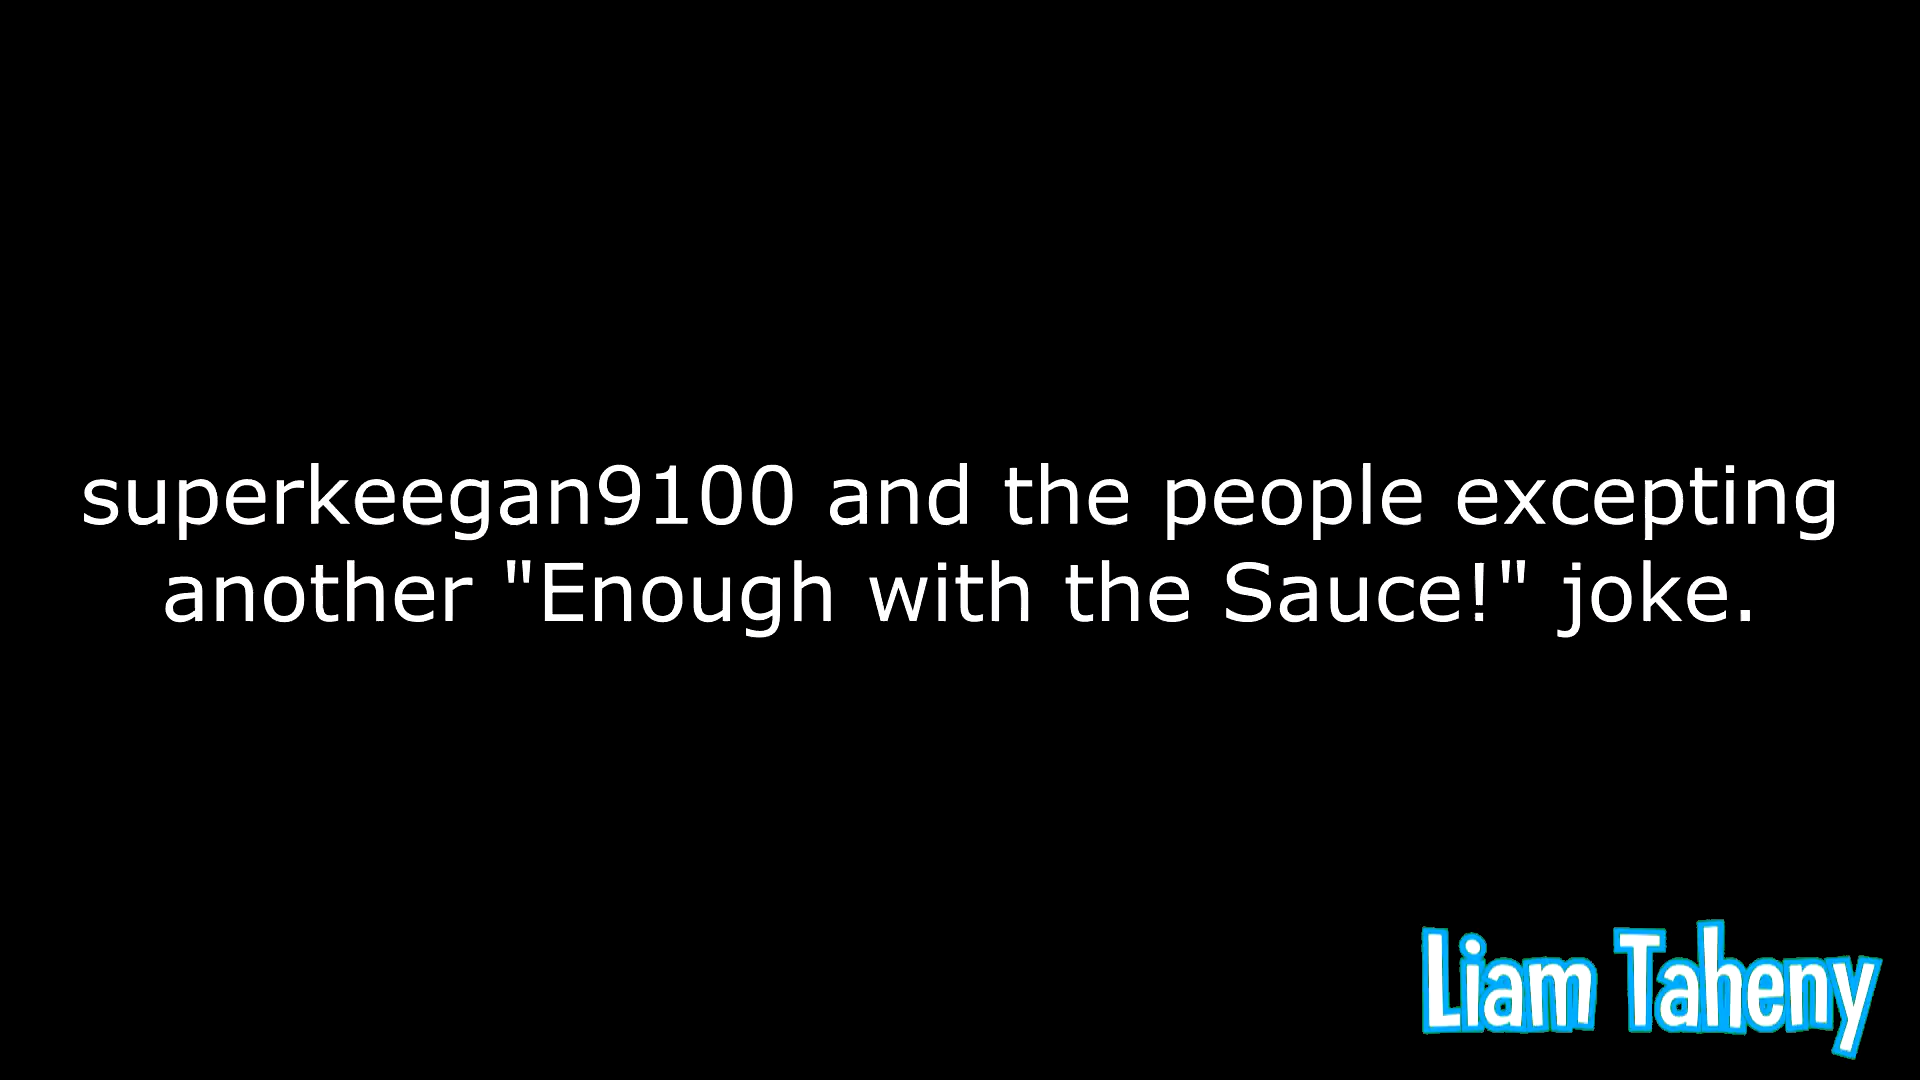 superkeegan9100 and the people excepting
another "Enough with the Sauce!" joke.
Liam Taheny